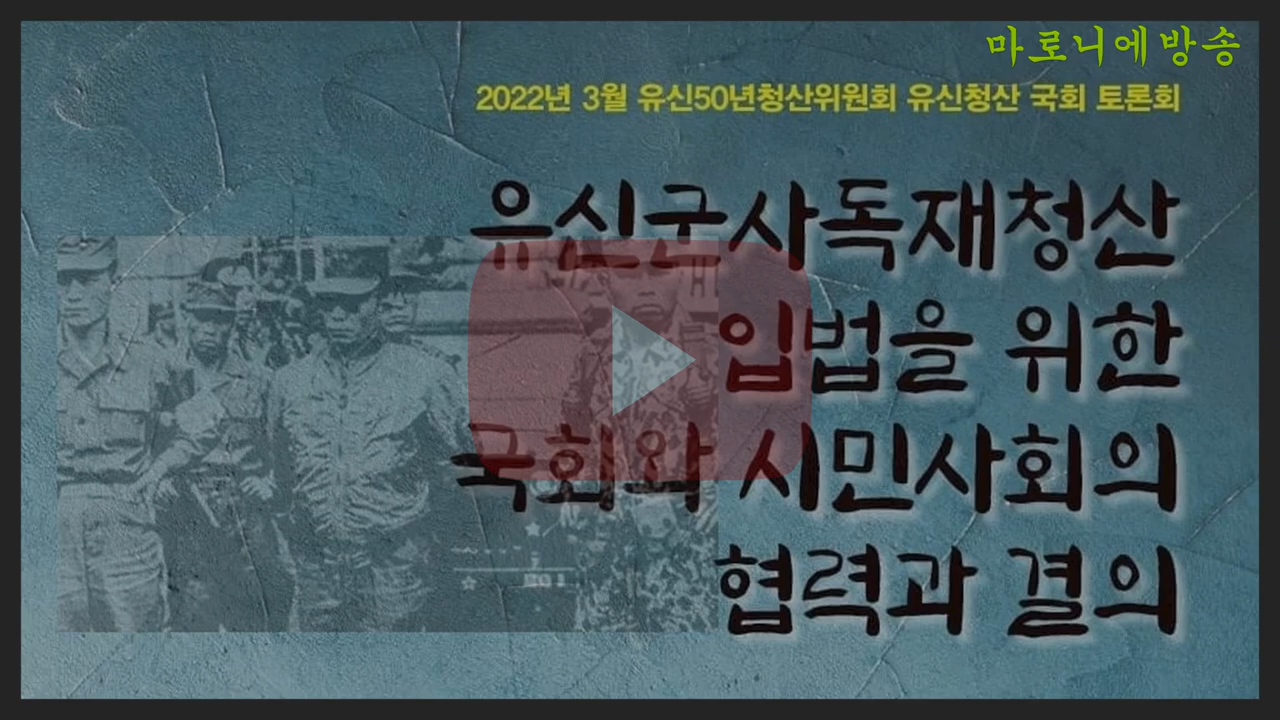 마로니에방송
2022년 3월 유신50년청산위원회 유신청산 국회 토론회
유신군사독재청산
입법을 위한
국회와 시민사회의
협력과 결의